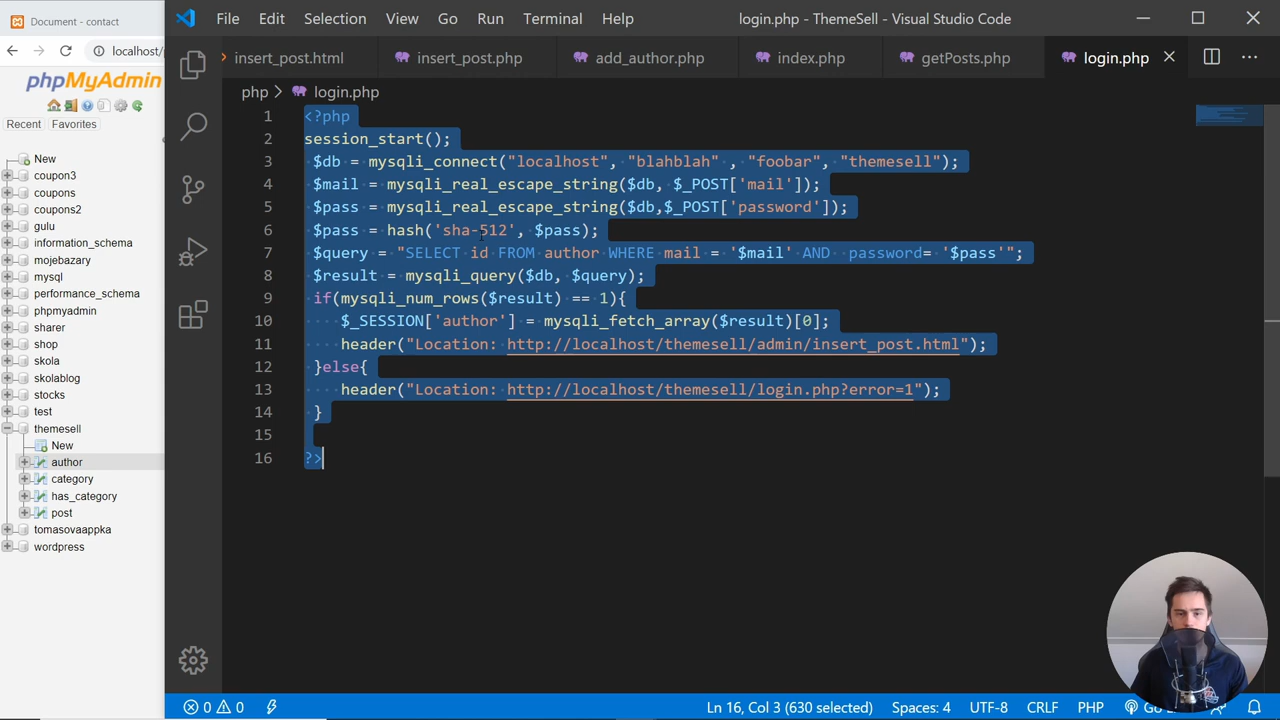 Document - contact
localhost/
phpMyAdmin
Recent
Favorites
New
coupon3
coupons
coupons2
gulu
information_schema
mojebazary
mysql
performance_schema
phpmyadmin
sharer
shop
skola
skolablog
stocks
test
themesell
New
author
category
has_category
post
tomasovaappka
wordpress
File Edit Selection View Go Run Terminal Help
login.php - ThemeSell - Visual Studio Code
insert_post.html
insert_post.php
add_author.php
index.php
getPosts.php
login.php
php > login.php
1 <?php
2 session_start();
3 $db = mysqli_connect("localhost", "blahblah" , "foobar", "themesell");
4 $mail = mysqli_real_escape_string($db, $_POST['mail']);
5 $pass = mysqli_real_escape_string($db,$_POST['password']);
6 $pass = hash('sha-512', $pass);
7 $query = "SELECT id FROM author WHERE mail = '$mail' AND  password= '$pass'";
8 $result = mysqli_query($db, $query);
9 if(mysqli_num_rows($result) == 1){
10 $_SESSION['author'] = mysqli_fetch_array($result)[0];
11 header("Location: http://localhost/themesell/admin/insert_post.html");
12 }else{
13 header("Location: http://localhost/themesell/login.php?error=1");
14 }
15
16 ?>
0 0
Ln 16, Col 3 (630 selected)
Spaces: 4
UTF-8
CRLF
PHP